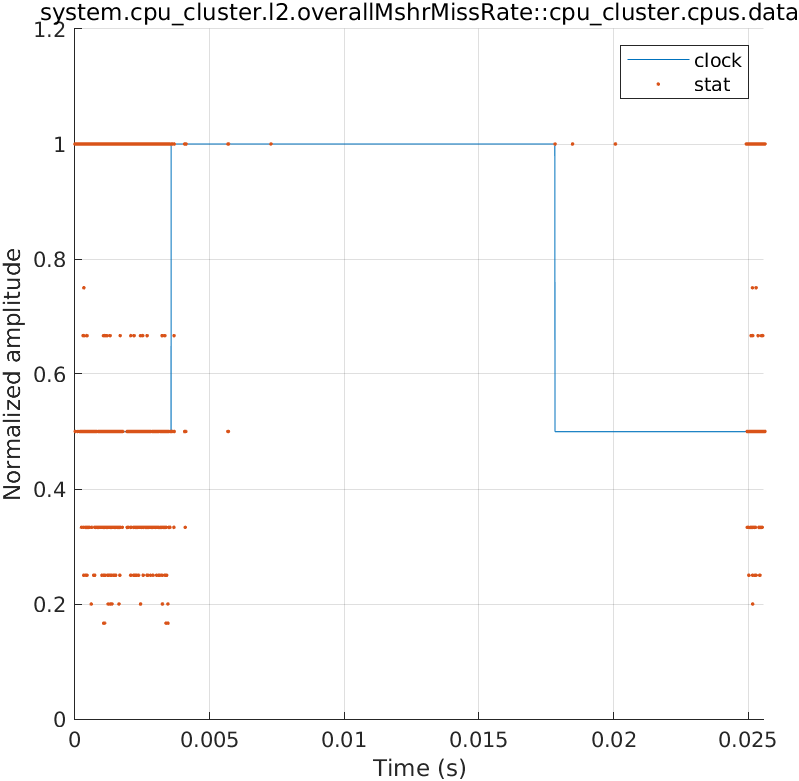 system.cpu_cluster.l2.overallMshrMissRate::cpu_cluster.cpus.data
1.2
clock
stat
1
0.8
Normalized amplitude
0.6
0.4
0.2
0
0 0.005 0.01 0.015 0.02 0.025
Time (s)